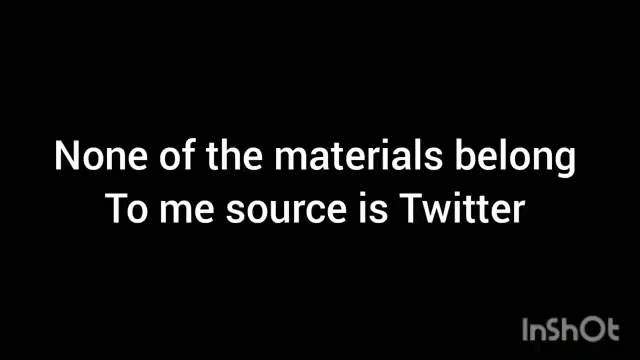 None of the materials belong
To me source is Twitter
InShOt